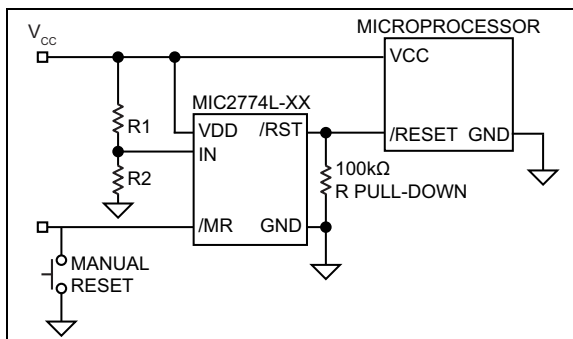 MICROPROCESSOR
VCC
VCC
MIC2774L-XX
R1
VDD
/RST
/RESET
GND
IN
100kΩ
R PULL-DOWN
R2
/MR
GND
MANUAL
RESET